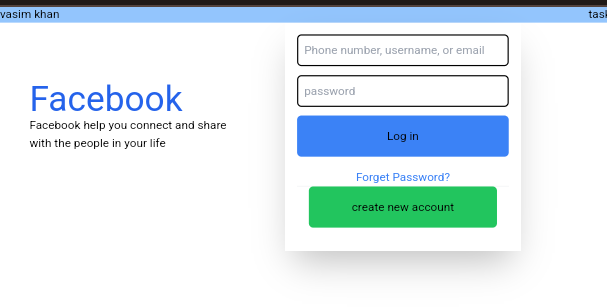 vasim khan
task
Phone number, username, or email
password
Facebook
Facebook help you connect and share
with the people in your life
Log in
Forget Password?
create new account